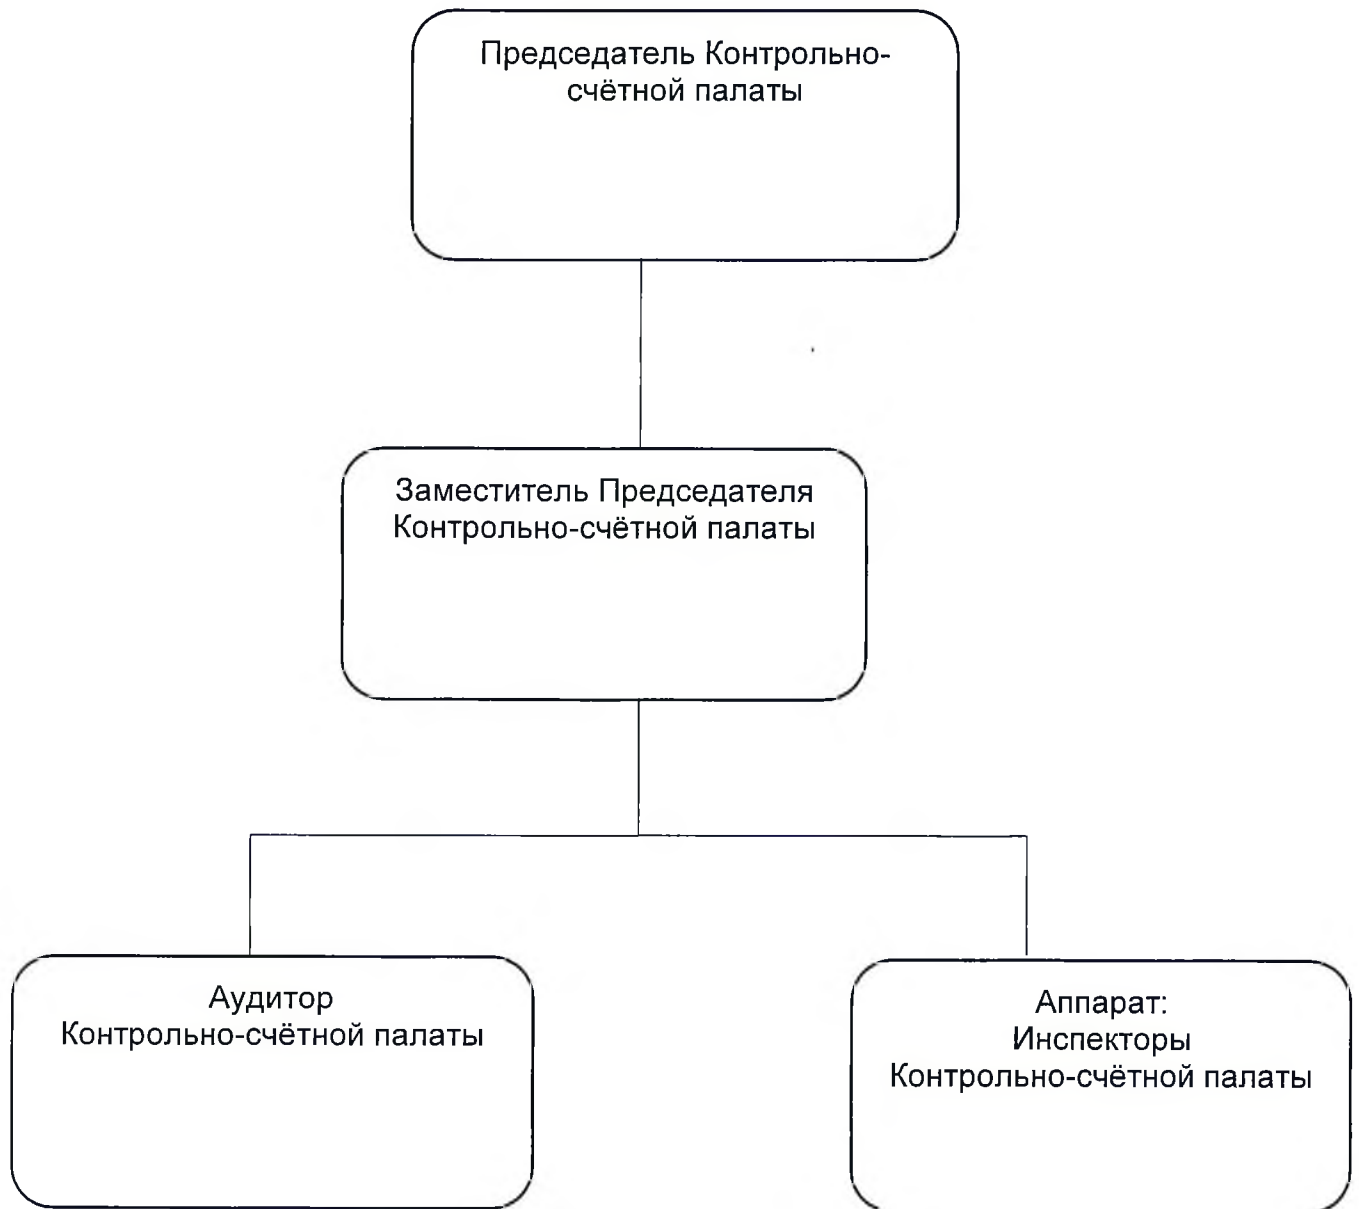 Председатель Контрольно-
счётной палаты
Заместитель Председателя
Контрольно-счётной палаты
Аудитор
Контрольно-счётной палаты
Аппарат:
Инспекторы
Контрольно-счётной палаты